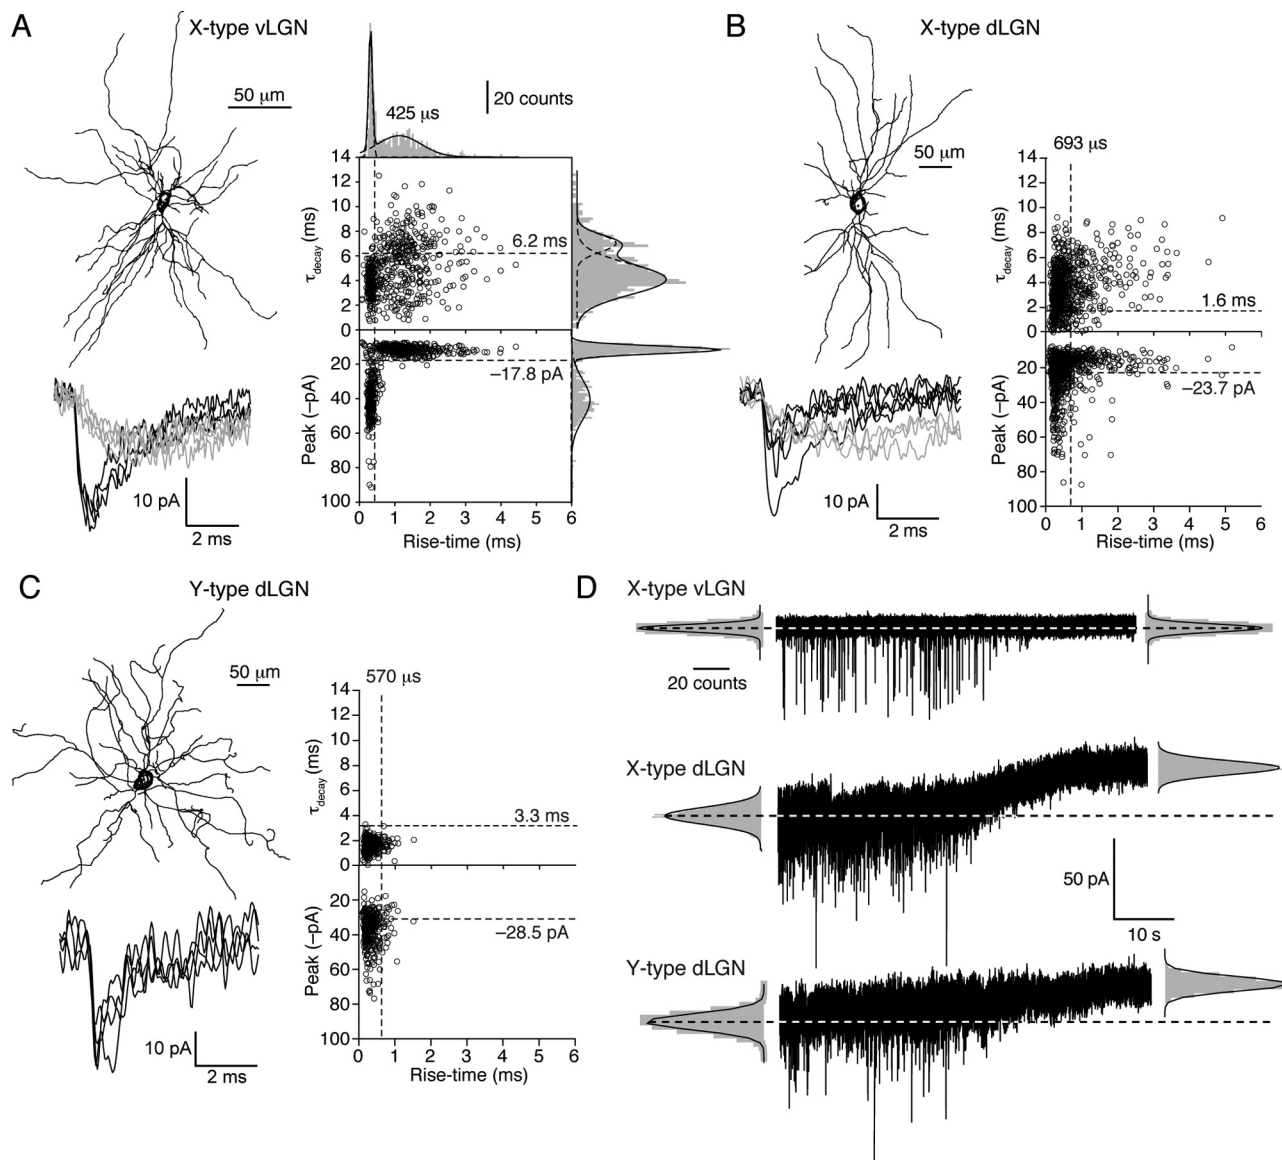 A
X-type vLGN
50 μm
425 μs
20 counts
14
12
10
8
6
4
2
0
τdecay (ms)
6.2 ms
20
40
60
80
100
Peak (–pA)
–17.8 pA
0 1 2 3 4 5 6
Rise-time (ms)
10 pA
2 ms
B
X-type dLGN
50 μm
693 μs
14
12
10
8
6
4
2
0
τdecay (ms)
1.6 ms
20
40
60
80
100
Peak (–pA)
–23.7 pA
0 1 2 3 4 5 6
Rise-time (ms)
10 pA
2 ms
C
Y-type dLGN
50 μm
570 μs
14
12
10
8
6
4
2
0
τdecay (ms)
3.3 ms
20
40
60
80
100
Peak (–pA)
–28.5 pA
0 1 2 3 4 5 6
Rise-time (ms)
10 pA
2 ms
D
X-type vLGN
20 counts
X-type dLGN
50 pA
10 s
Y-type dLGN